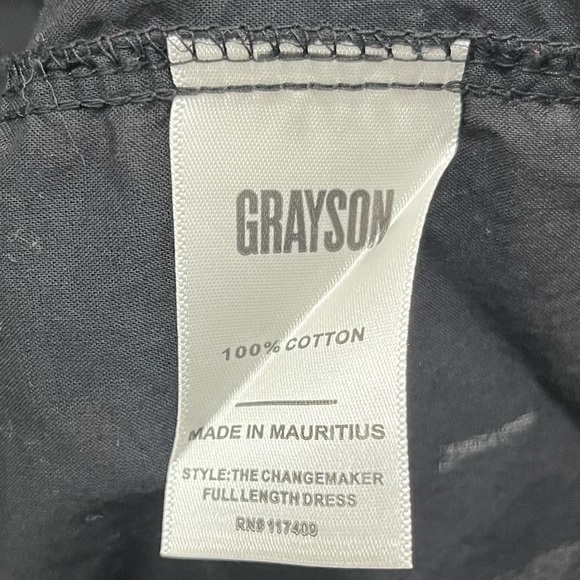 GRAYSON
100% COTTON
MADE IN MAURITIUS
STYLE:THE CHANGEMAKER
FULL LENGTH DRESS
RN# 117409